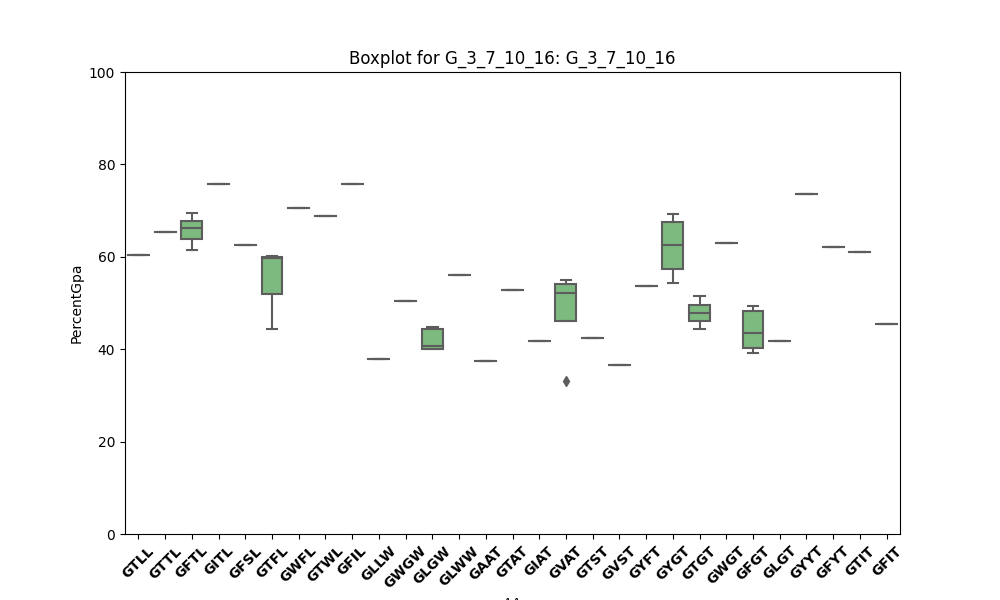 Boxplot for G_3_7_10_16: G_3_7_10_16
100
80
60
40
20
0
PercentGpa
GTLL GTTL GFTL GITL GFSL GTFL GWFL GTWL GFIL GLLW GWGW GLGW GLWW GAAT GTAT GIAT GVAT GTST GVST GYFT GYGT GTGT GWGT GFGT GLGT GYYT GFYT GTIT GFIT